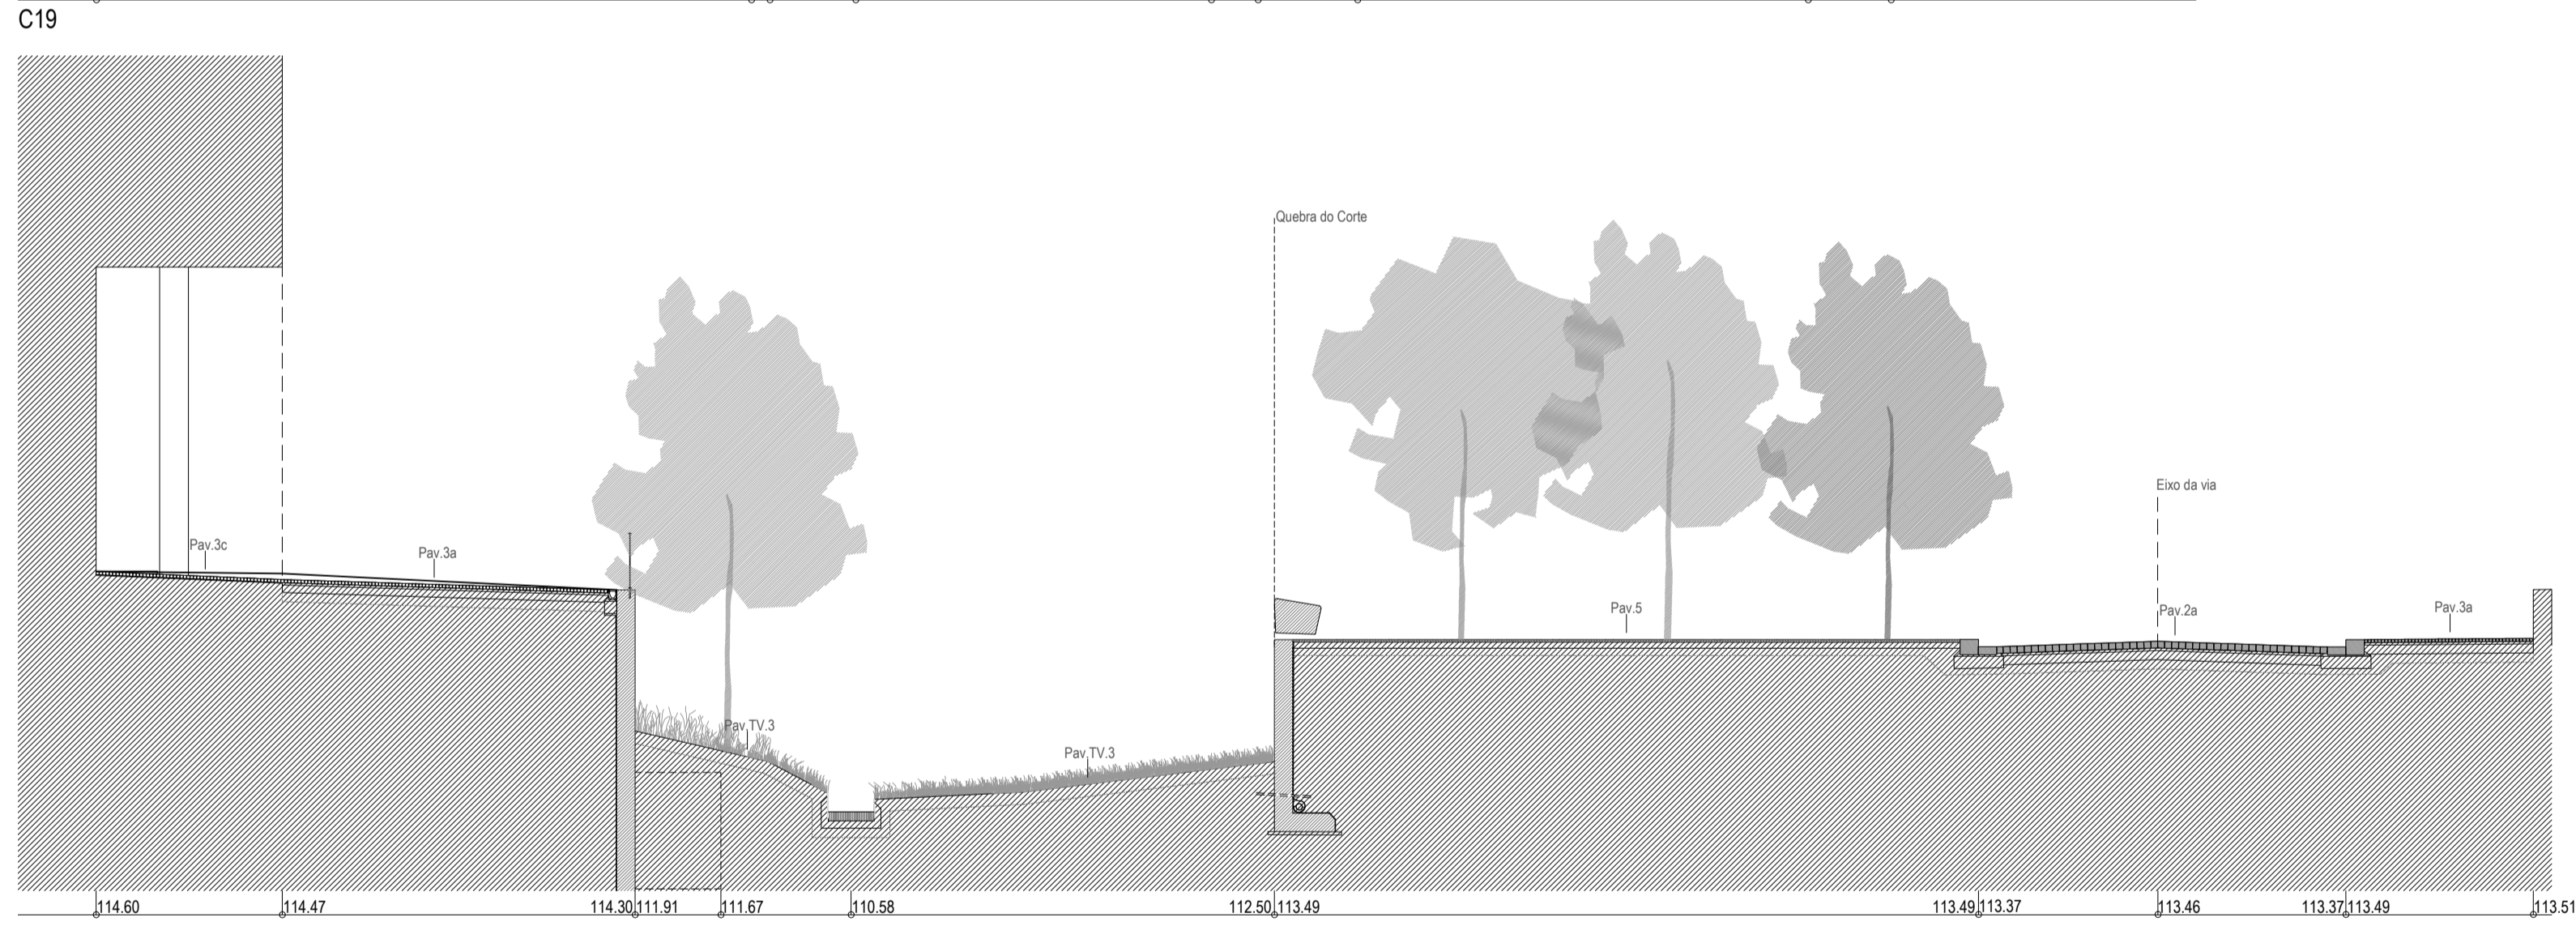 C19
Quebra do Corte
Eixo da via
Pav.3c
Pav.3a
Pav.5
Pav.2a
Pav.3a
Pav.TV.3
Pav.TV.3
114.60 114.47 114.30 111.91 111.67 110.58 112.50 113.49 113.49 113.37 113.46 113.37 113.49 113.51